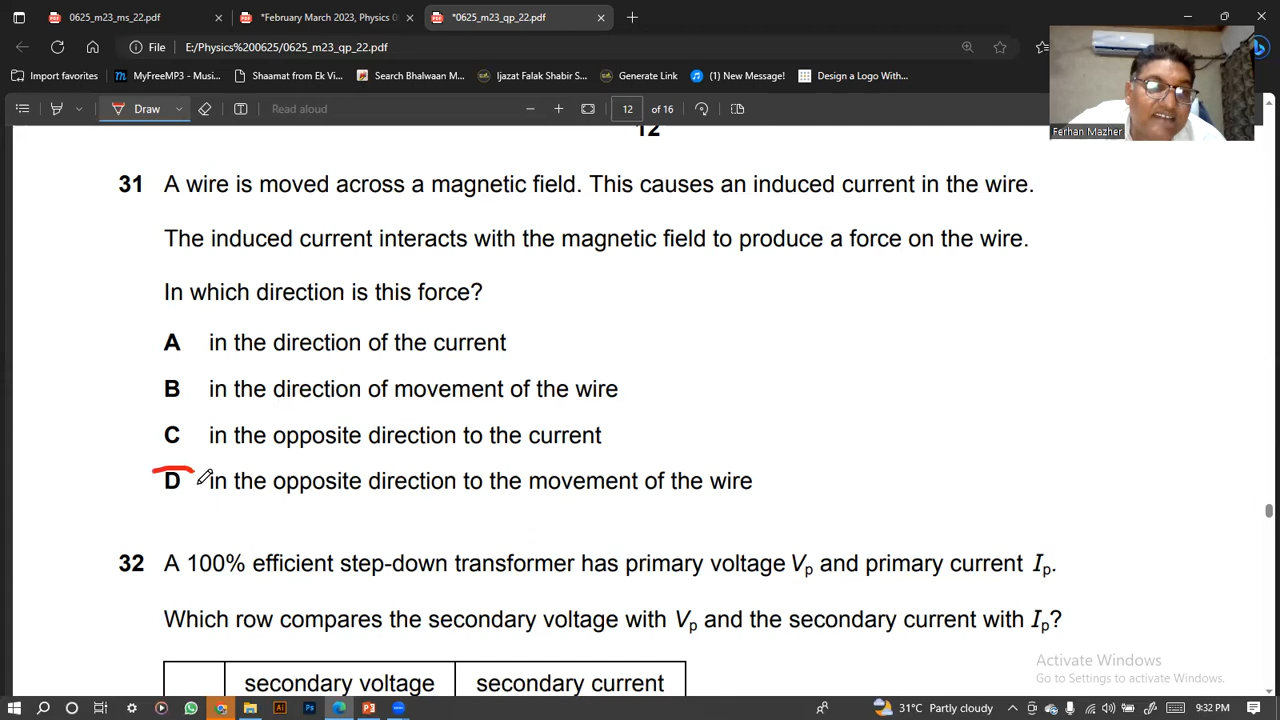 0625_m23_ms_22.pdf
*February March 2023, Physics 0
*0625_m23_qp_22.pdf
File
E:/Physics%200625/0625_m23_qp_22.pdf
Import favorites
MyFreeMP3 - Musi...
Shaamat from Ek Vi...
Search Bhalwaan M...
Ijazat Falak Shabir S...
Generate Link
(1) New Message!
Design a Logo Wit...
Draw
Read aloud
12 of 16
Ferhan Mazher
12
31 A wire is moved across a magnetic field. This causes an induced current in the wire.
The induced current interacts with the magnetic field to produce a force on the wire.
In which direction is this force?
A in the direction of the current
B in the direction of movement of the wire
C in the opposite direction to the current
D in the opposite direction to the movement of the wire
32 A 100% efficient step-down transformer has primary voltage Vp and primary current Ip.
Which row compares the secondary voltage with Vp and the secondary current with Ip?
secondary voltage secondary current
Activate Windows
Go to Settings to activate Windows.
31°C Partly cloudy
9:32 PM